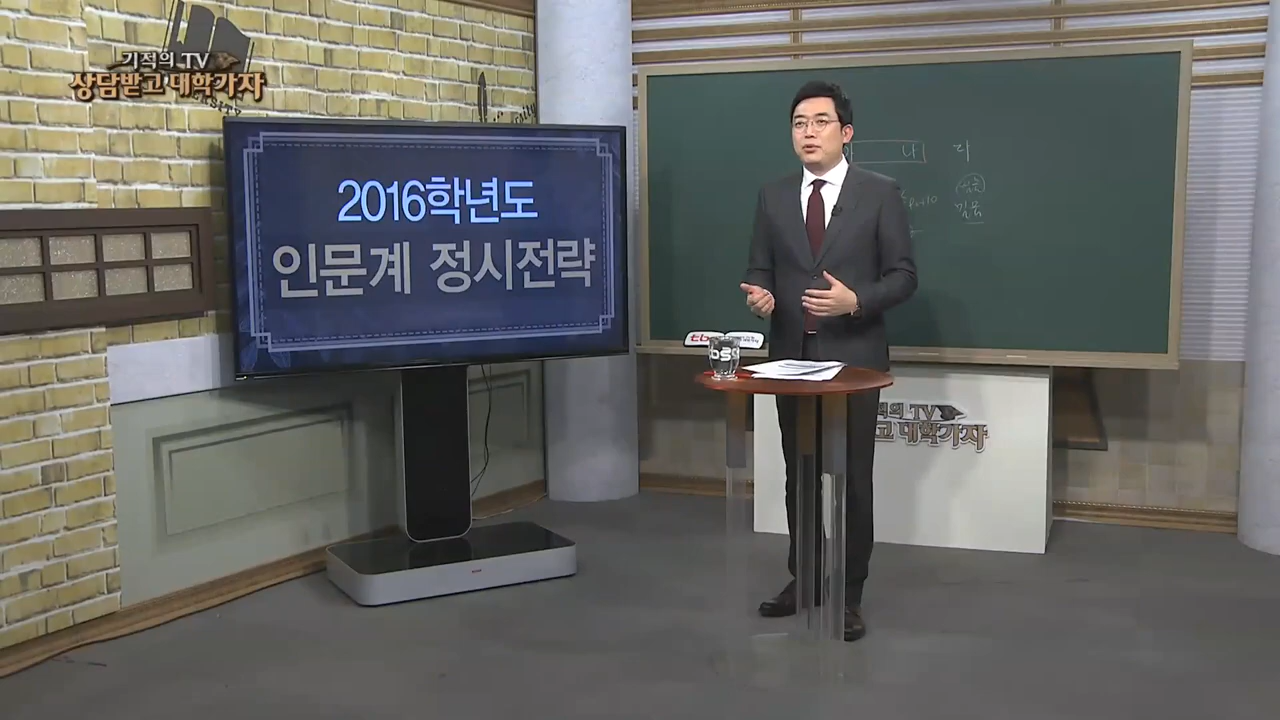 기적의 TV
상담받고 대학가자
2016학년도
인문계 정시전략
나
다
tbs
적의 TV
고 대학가자